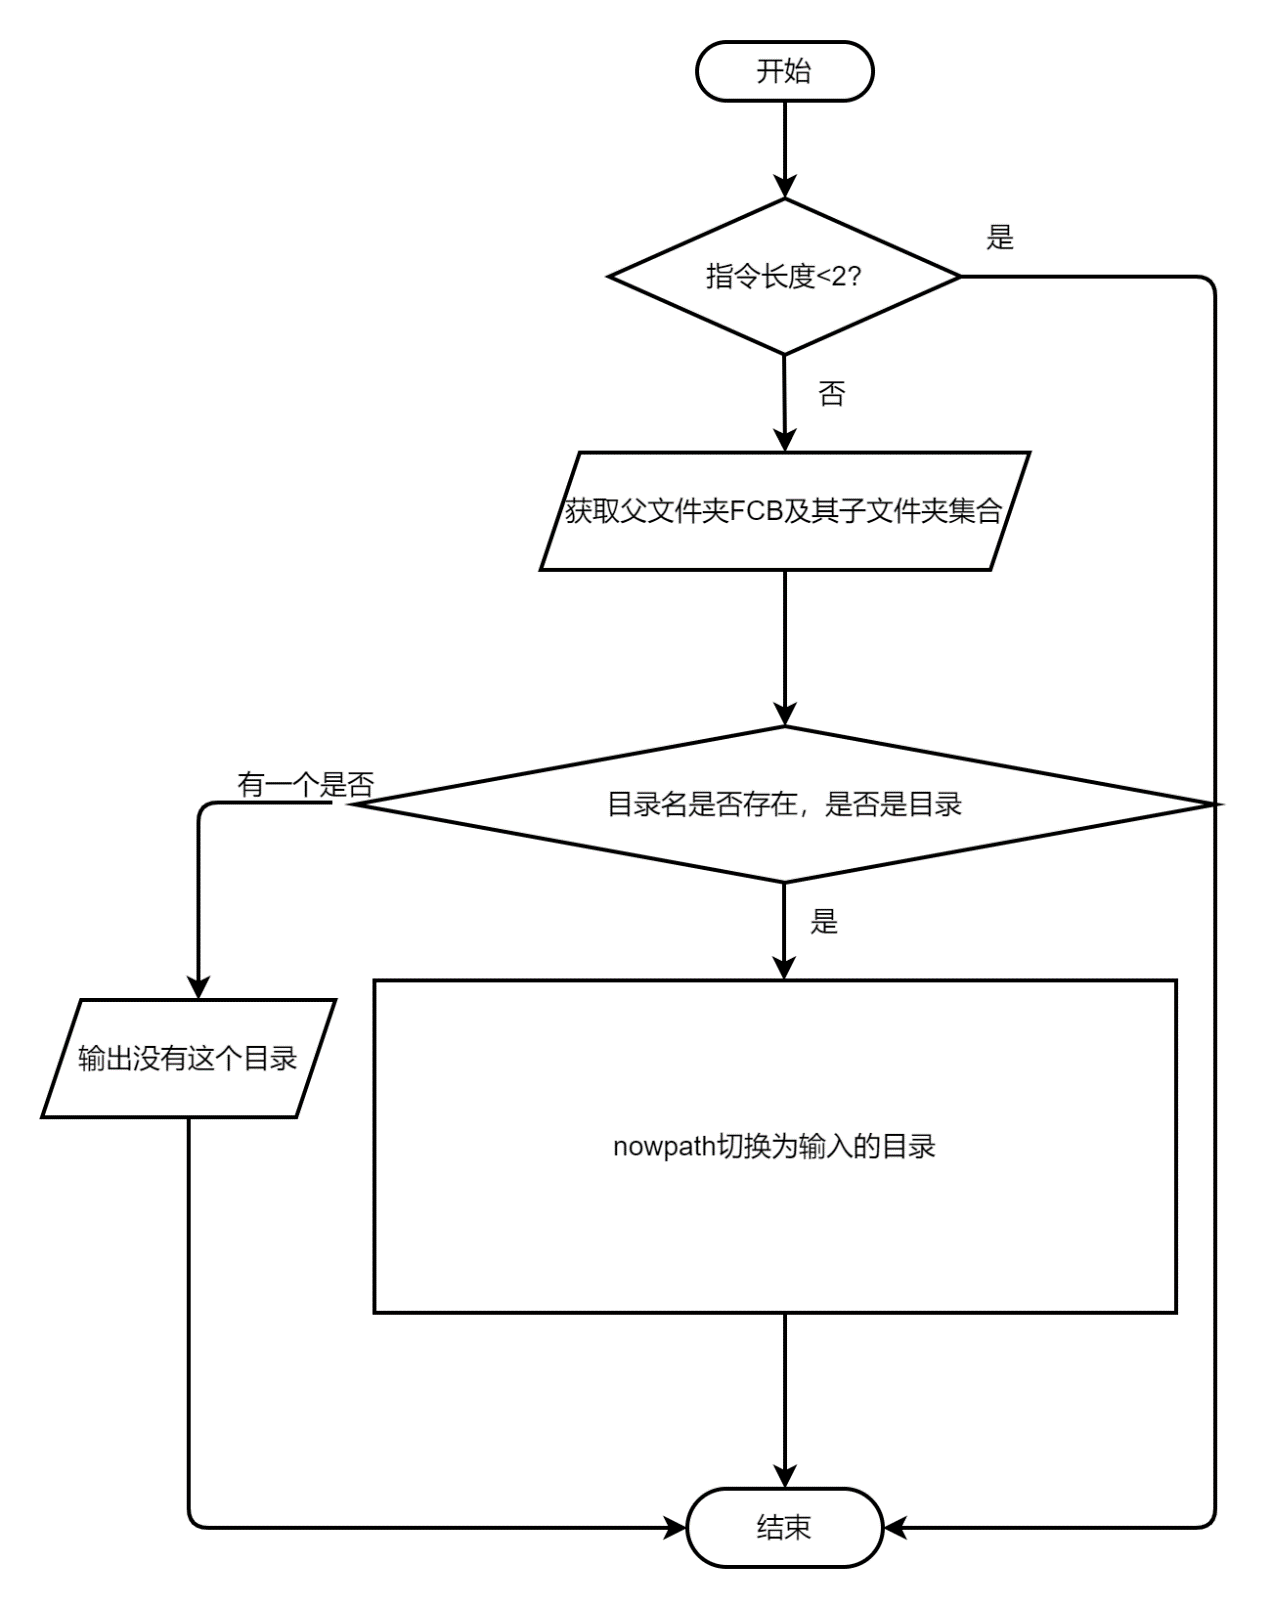 开始
是
指令长度<2?
否
获取父文件夹FCB及其子文件夹集合
有一个是否
目录名是否存在，是否是目录
是
输出没有这个目录
nowpath切换为输入的目录
结束